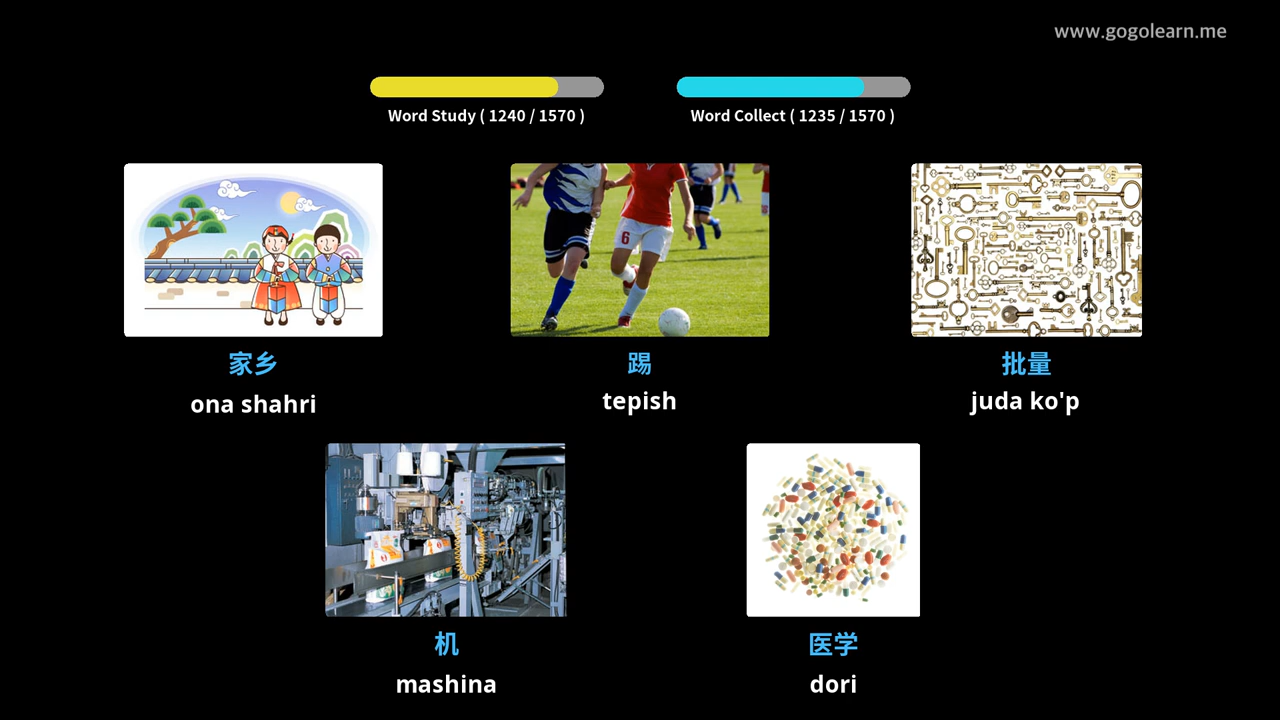 www.gogolearn.me
Word Study ( 1240 / 1570 )
Word Collect ( 1235 / 1570 )
6
家乡
踢
批量
ona shahri
tepish
juda ko'p
机
医学
mashina
dori